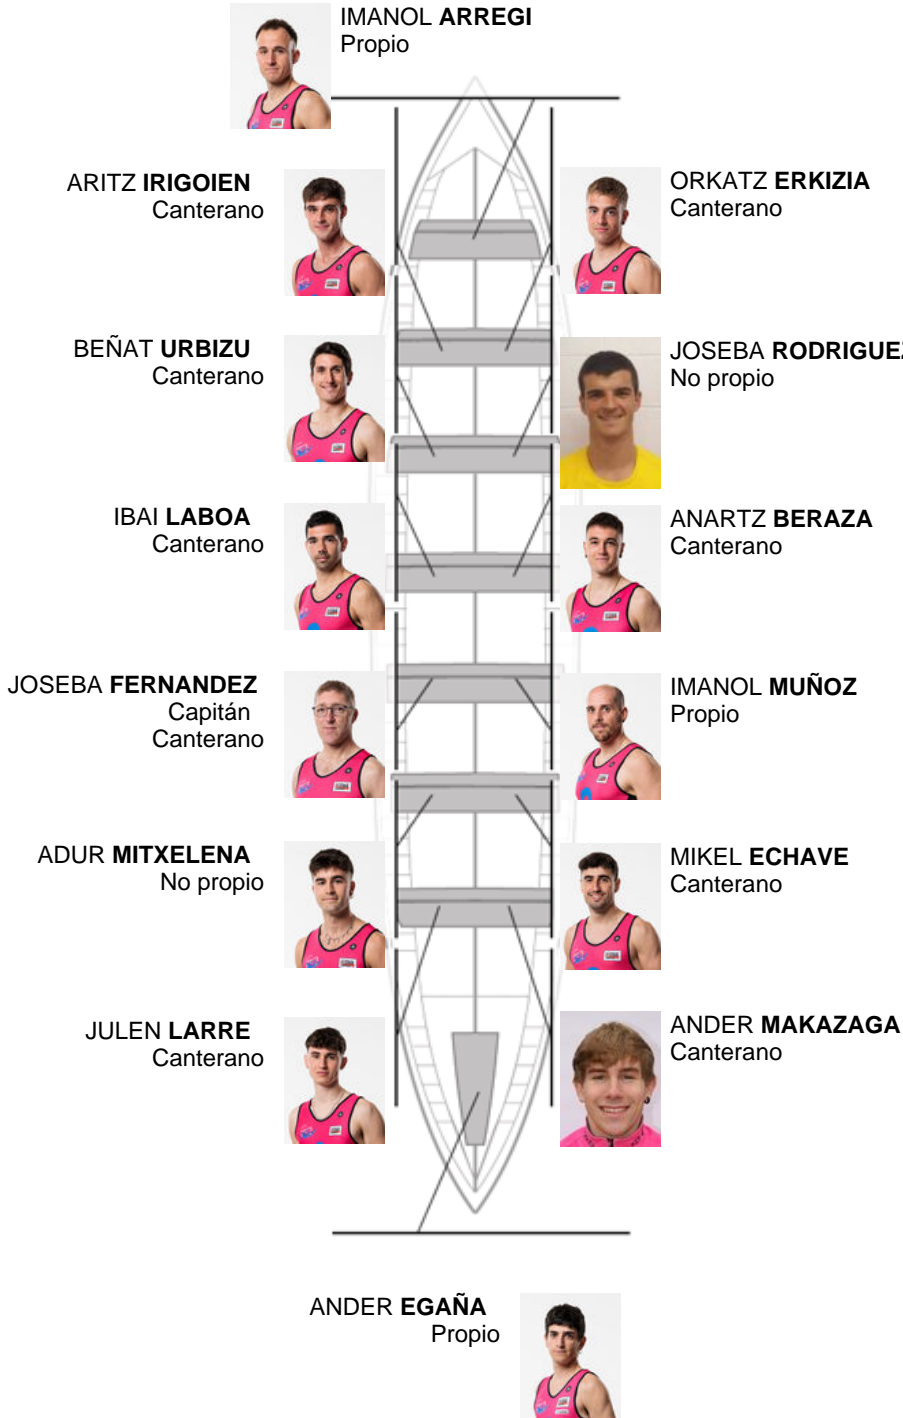 IMANOL ARREGI
Propio
ARITZ IRIGOIEN
Canterano
ORKATZ ERKIZIA
Canterano
BEÑAT URBIZU
Canterano
JOSEBA RODRIGUEZ
No propio
IBAI LABOA
Canterano
ANARTZ BERAZA
Canterano
JOSEBA FERNANDEZ
Capitán
Canterano
IMANOL MUÑOZ
Propio
ADUR MITXELENA
No propio
MIKEL ECHAVE
Canterano
JULEN LARRE
Canterano
ANDER MAKAZAGA
Canterano
ANDER EGAÑA
Propio